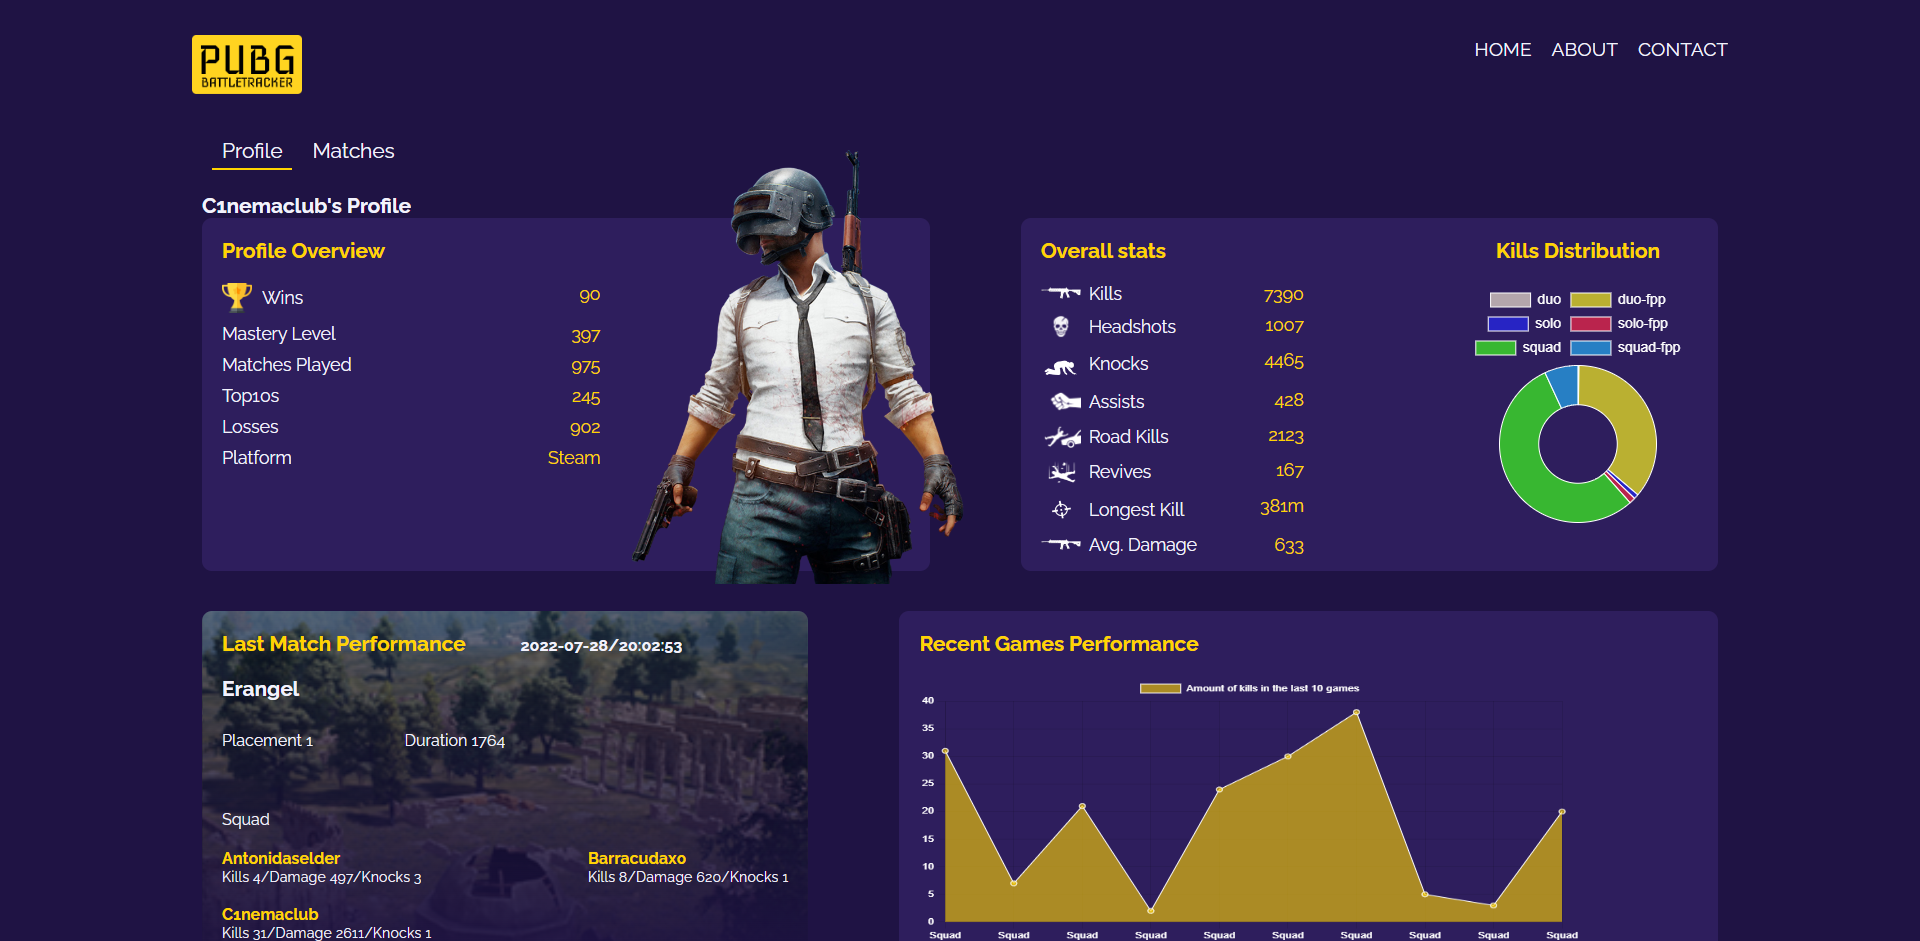 PUBG
BATTLETRACKER
HOME ABOUT CONTACT
Profile Matches
C1nemaclub's Profile
Profile Overview
Wins 90
Mastery Level 397
Matches Played 975
Top10s 245
Losses 902
Platform Steam
Overall stats
Kills 7390
Headshots 1007
Knocks 4465
Assists 428
Road Kills 2123
Revives 167
Longest Kill 381m
Avg. Damage 633
Kills Distribution
duo duo-fpp
solo solo-fpp
squad squad-fpp
Last Match Performance 2022-07-28/20:02:53
Erangel
Placement 1 Duration 1764
Squad
Antonidaselder
Kills 4/Damage 497/Knocks 3
Barracudax0
Kills 8/Damage 620/Knocks 1
C1nemaclub
Kills 31/Damage 2611/Knocks 1
Recent Games Performance
Amount of kills in the last 10 games
40
35
30
25
20
15
10
5
0
Squad Squad Squad Squad Squad Squad Squad Squad Squad Squad